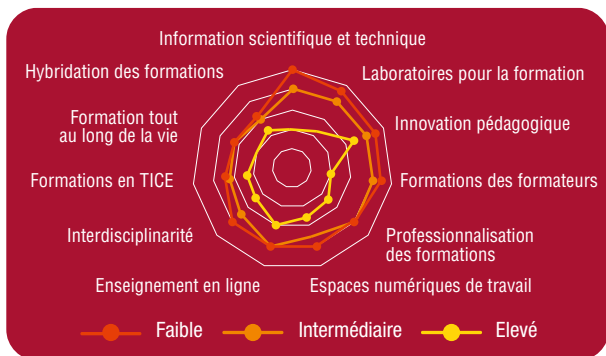 Information scientifique et technique
Hybridation des formations
Laboratoires pour la formation
Formation tout
au long de la vie
Innovation pédagogique
Formations en TICE
Formations des formateurs
Interdisciplinarité
Professionnalisation
des formations
Enseignement en ligne
Espaces numériques de travail
Faible
Intermédiaire
Elevé